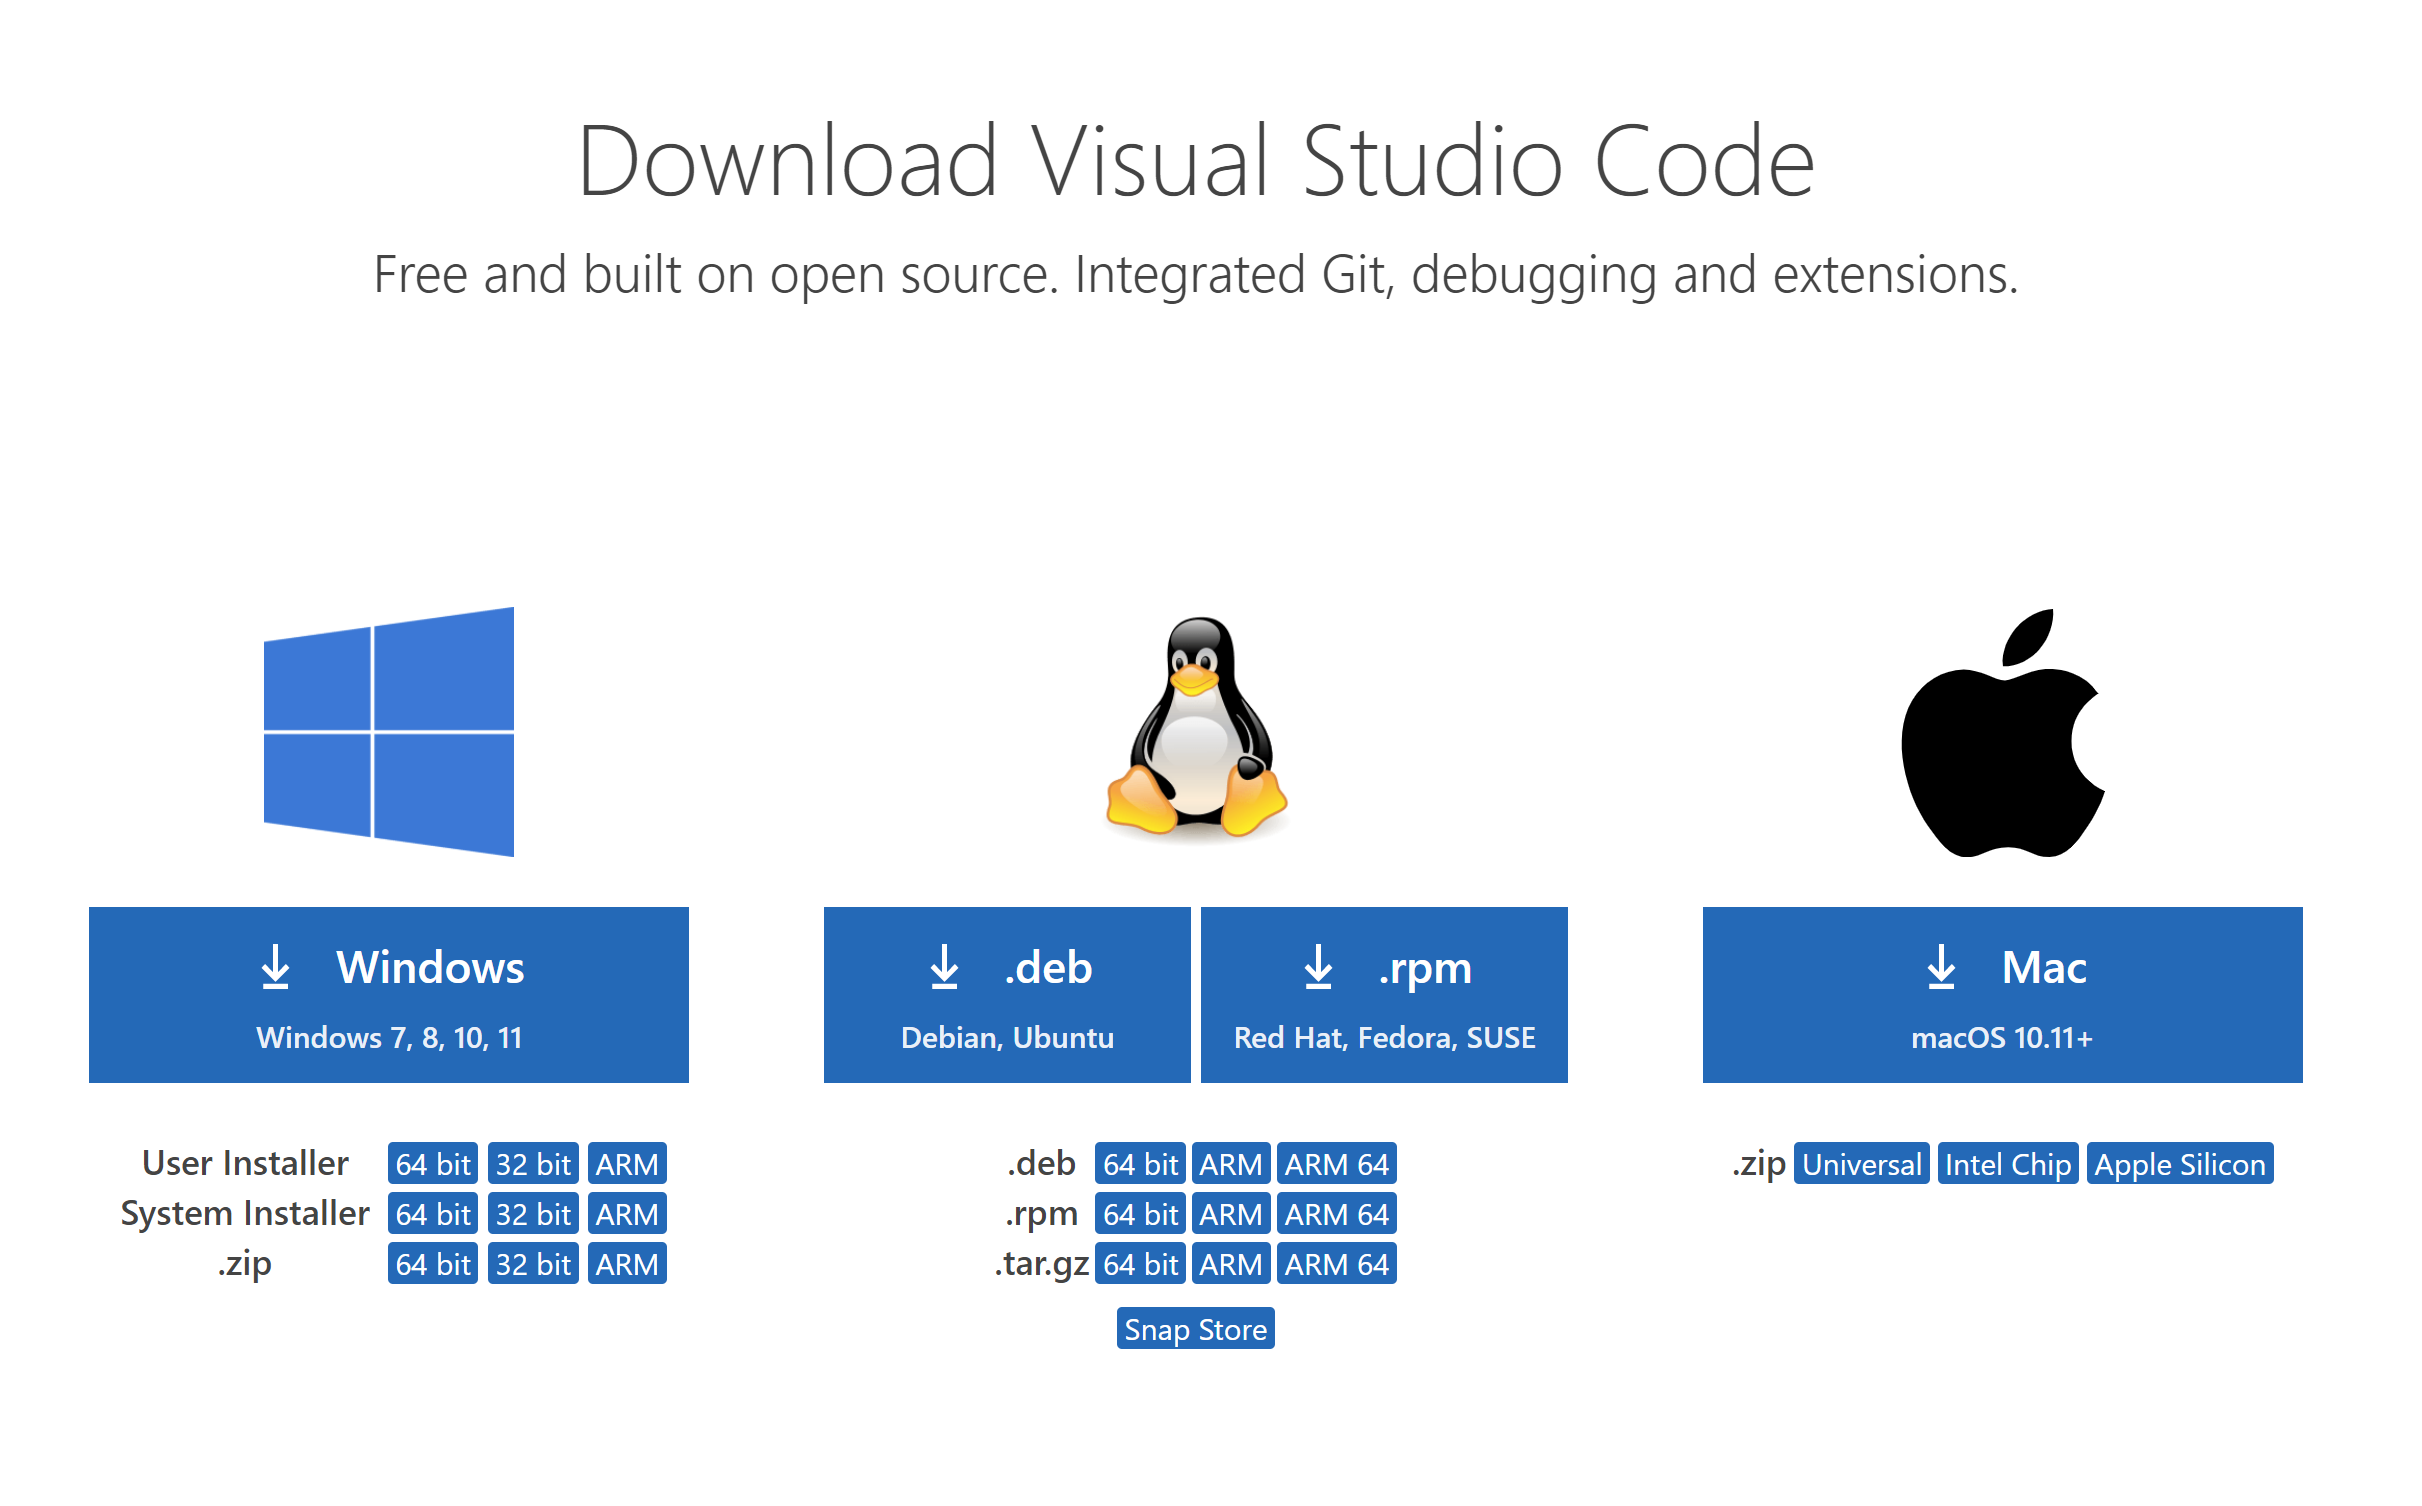 Download Visual Studio Code
Free and built on open source. Integrated Git, debugging and extensions.
Windows
Windows 7, 8, 10, 11
User Installer 64 bit 32 bit ARM
System Installer 64 bit 32 bit ARM
.zip 64 bit 32 bit ARM
.deb
Debian, Ubuntu
.rpm
Red Hat, Fedora, SUSE
.deb 64 bit ARM ARM 64
.rpm 64 bit ARM ARM 64
.tar.gz 64 bit ARM ARM 64
Snap Store
Mac
macOS 10.11+
.zip Universal Intel Chip Apple Silicon